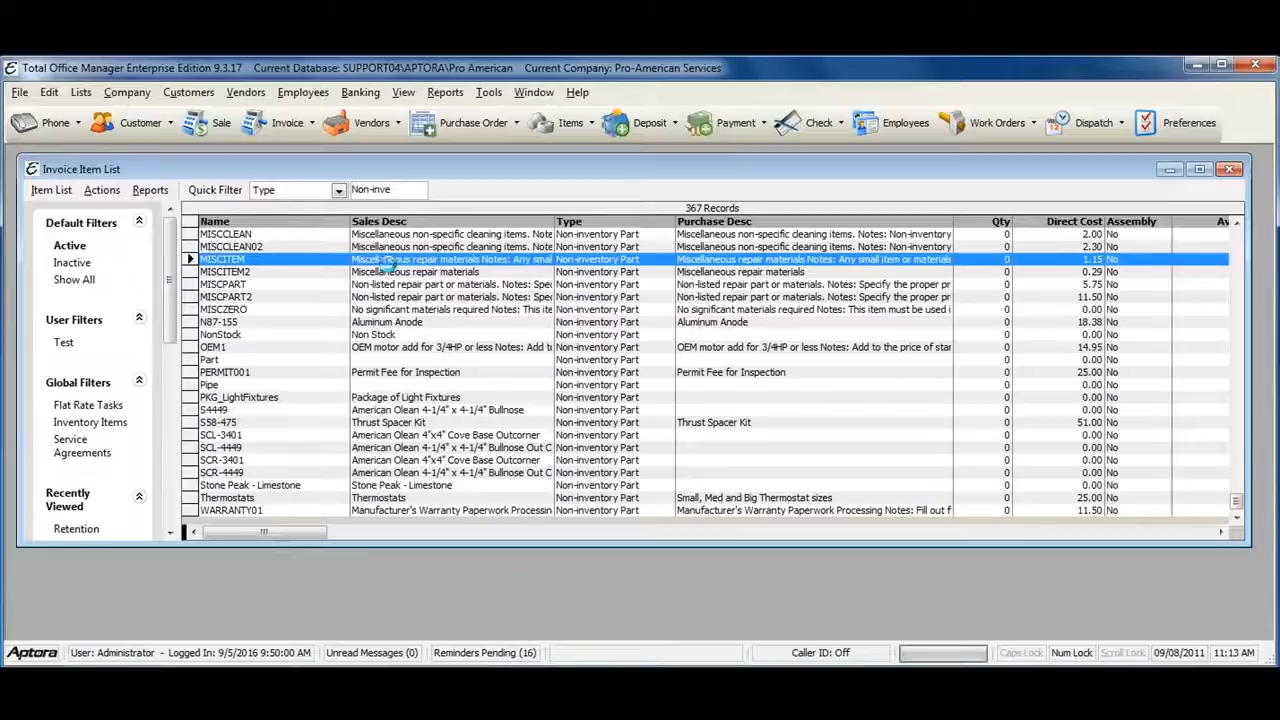 Total Office Manager Enterprise Edition 9.3.17 Current Database: SUPPORT04\APTORA\Pro American Current Company: Pro-American Services
File Edit Lists Company Customers Vendors Employees Banking View Reports Tools Window Help
Phone Customer Sale Invoice Vendors Purchase Order Items Deposit Payment Check Employees Work Orders Dispatch Preferences
Invoice Item List
Item List Actions Reports Quick Filter Type Non-inve
367 Records
Default Filters
Active
Inactive
Show All
User Filters
Test
Global Filters
Flat Rate Tasks
Inventory Items
Service
Agreements
Recently
Viewed
Retention
Name Sales Desc Type Purchase Desc Qty Direct Cost Assembly Av
MISCCLEAN Miscellaneous non-specific cleaning items. Note Non-inventory Part Miscellaneous non-specific cleaning items. Notes: Non-inventory 0 2.00 No
MISCCLEAN02 Miscellaneous non-specific cleaning items. Note Non-inventory Part Miscellaneous non-specific cleaning items. Notes: Non-inventory 0 2.30 No
MISCITEM Miscellaneous repair materials Notes: Any smal Non-inventory Part Miscellaneous repair materials Notes: Any small item or materials 0 1.15 No
MISCITEM2 Miscellaneous repair materials Non-inventory Part Miscellaneous repair materials 0 0.29 No
MISCPART Non-listed repair part or materials. Notes: Spec Non-inventory Part Non-listed repair part or materials. Notes: Specify the proper pr 0 5.75 No
MISCPART2 Non-listed repair part or materials. Notes: Spec Non-inventory Part Non-listed repair part or materials. Notes: Specify the proper pr 0 11.50 No
MISCZERO No significant materials required Notes: This ite Non-inventory Part No significant materials required Notes: This item must be used i 0 0.00 No
N87-155 Aluminum Anode Non-inventory Part Aluminum Anode 0 18.38 No
NonStock Non Stock Non-inventory Part 0 0.00 No
OEM1 OEM motor add for 3/4HP or less Notes: Add to Non-inventory Part OEM motor add for 3/4HP or less Notes: Add to the price of star 0 14.95 No
Part Non-inventory Part 0 0.00 No
PERMIT001 Permit Fee for Inspection Non-inventory Part Permit Fee for Inspection 0 25.00 No
Pipe Non-inventory Part 0 0.00 No
PKG_LightFixtures Package of Light Fixtures Non-inventory Part 0 0.00 No
S4449 American Olean 4-1/4" x 4-1/4" Bullnose Non-inventory Part 0 0.00 No
S58-475 Thrust Spacer Kit Non-inventory Part Thrust Spacer Kit 0 51.00 No
SCL-3401 American Olean 4"x4" Cove Base Outcorner Non-inventory Part 0 0.00 No
SCL-4449 American Olean 4-1/4" x 4-1/4" Bullnose Out C Non-inventory Part 0 0.00 No
SCR-3401 American Olean 4"x4" Cove Base Outcorner Non-inventory Part 0 0.00 No
SCR-4449 American Olean 4-1/4" x 4-1/4" Bullnose Out C Non-inventory Part 0 0.00 No
Stone Peak - Limestone Stone Peak - Limestone Non-inventory Part 0 0.00 No
Thermostats Thermostats Non-inventory Part Small, Med and Big Thermostat sizes 0 25.00 No
WARRANTY01 Manufacturer's Warranty Paperwork Processin Non-inventory Part Manufacturer's Warranty Paperwork Processing Notes: Fill out f 0 11.50 No
Aptora User: Administrator - Logged In: 9/5/2016 9:50:00 AM Unread Messages (0) Reminders Pending (16) Caller ID: Off Caps Lock Num Lock Scroll Lock 09/08/2011 11:13 AM